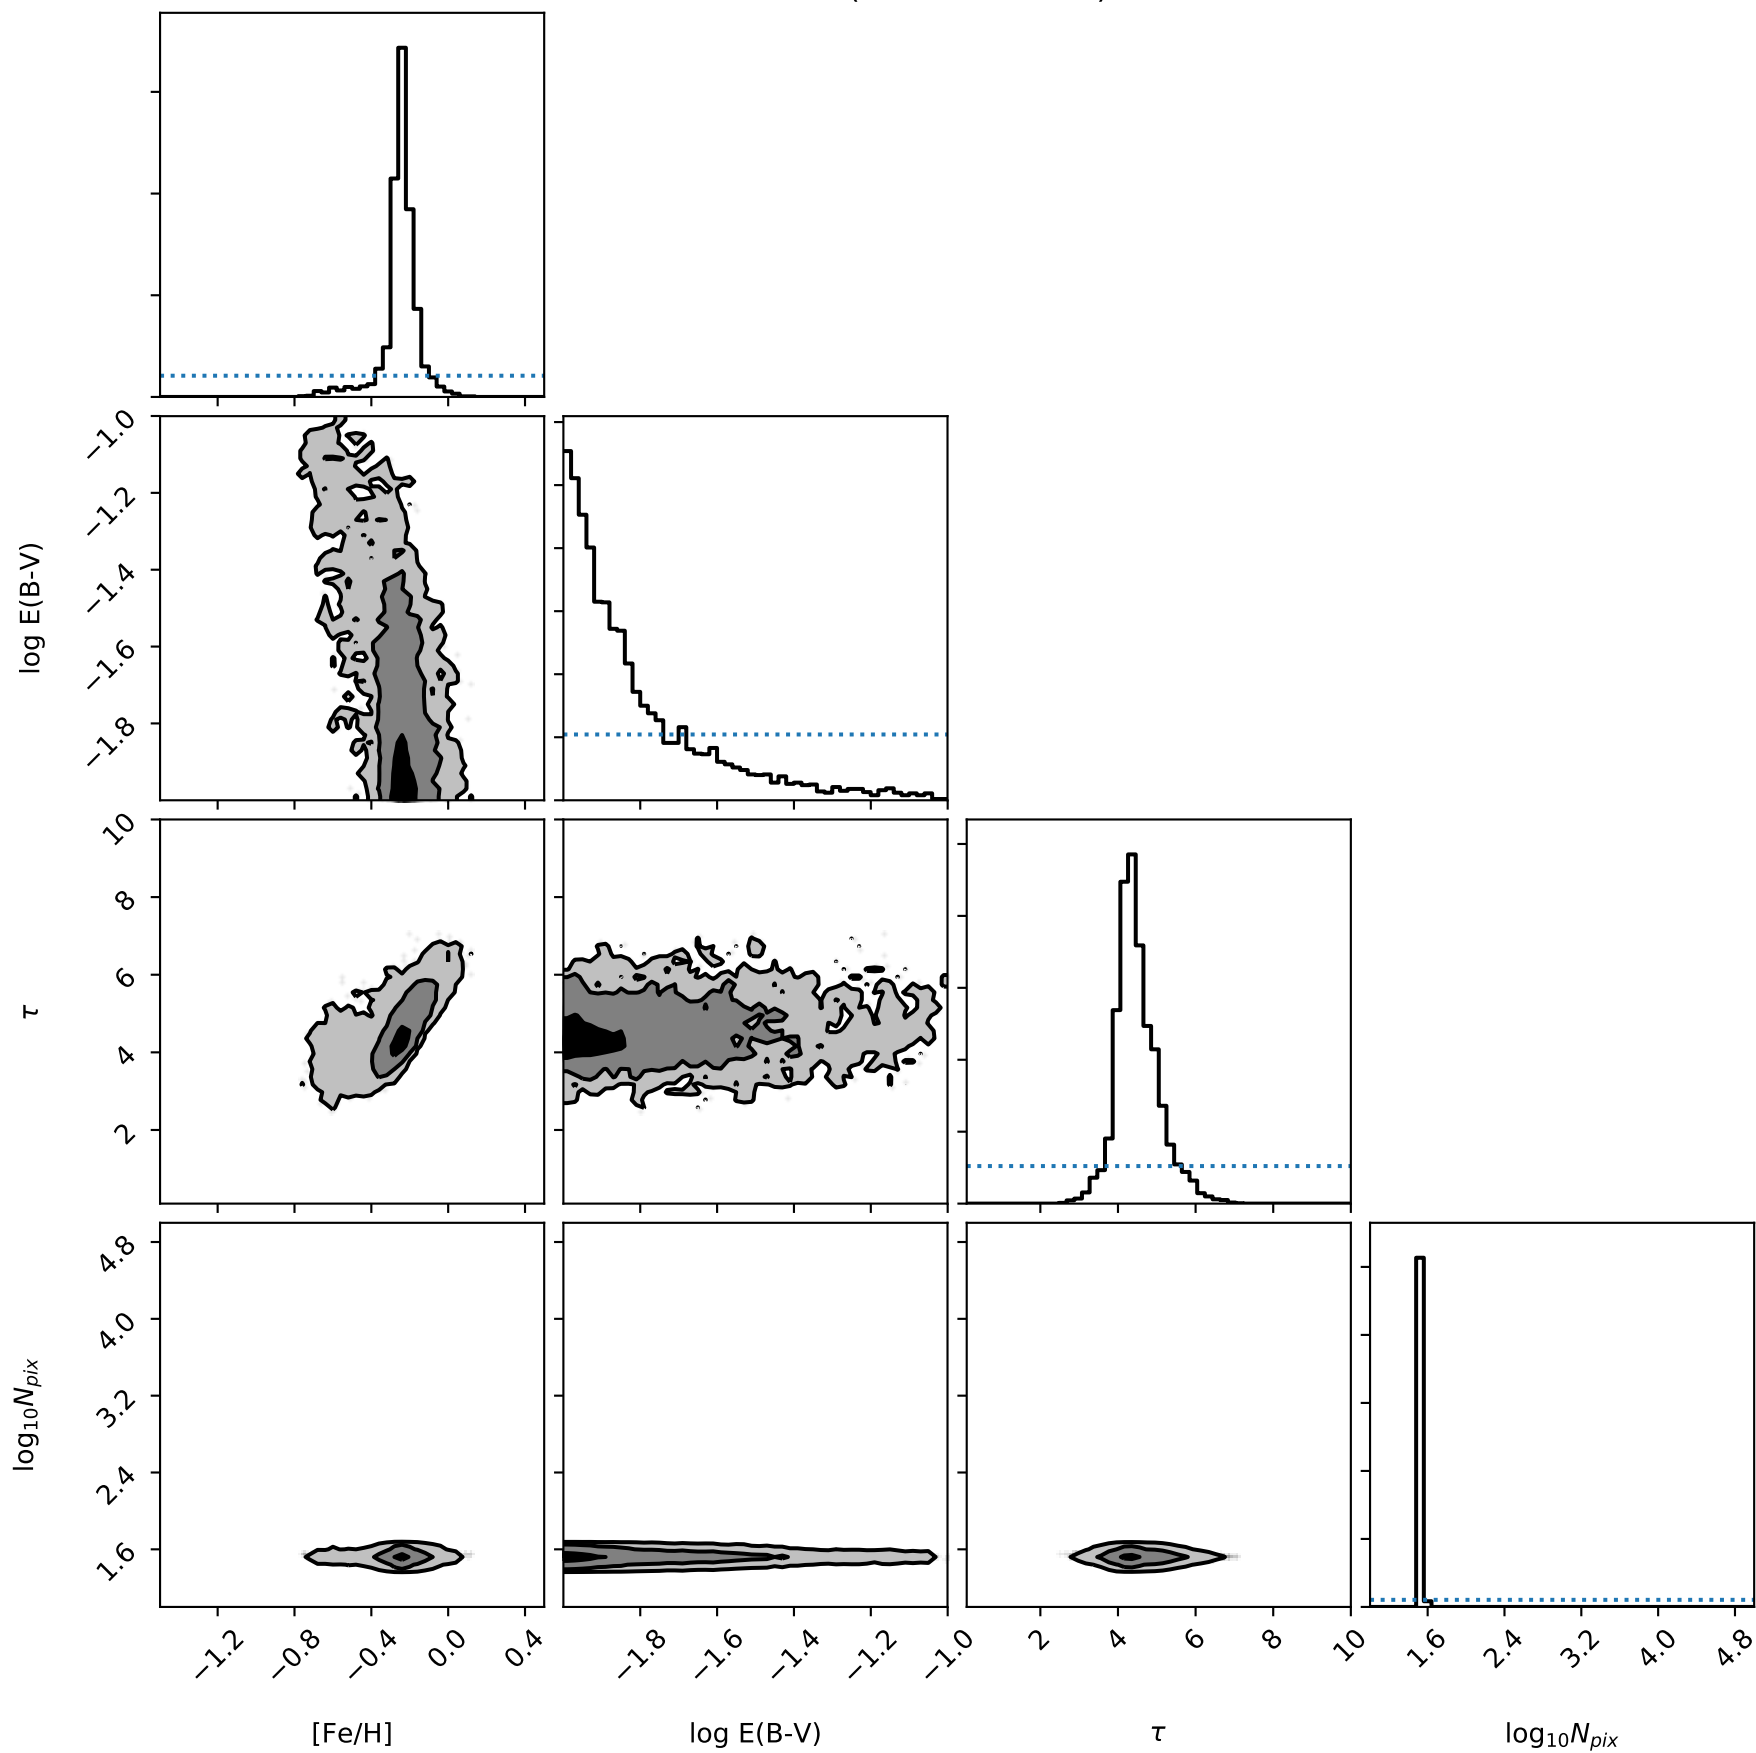 −1.0
−1.2
−1.4
−1.6
−1.8
log E(B-V)
10
8
6
4
2
τ
4.8
4.0
3.2
2.4
1.6
log₁₀N_pix
−1.2 −0.8 −0.4 0.0 0.4
−1.8 −1.6 −1.4 −1.2 −1.0
2 4 6 8 10
1.6 2.4 3.2 4.0 4.8
[Fe/H] log E(B-V) τ log₁₀N_pix